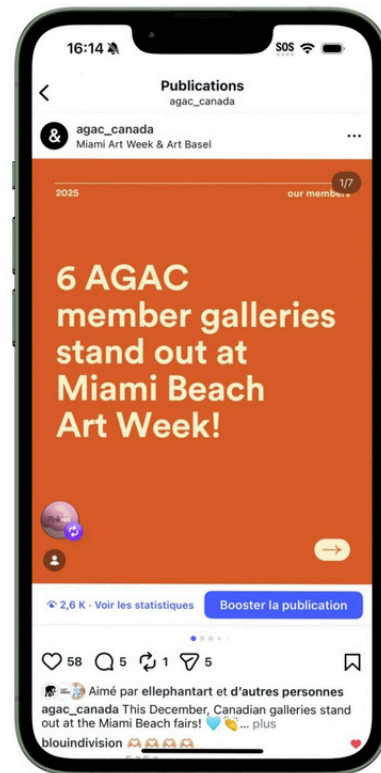 16:14
SOS
Publications
agac_canada
&
agac_canada
Miami Art Week & Art Basel
1/7
2025
our members
6 AGAC
member galleries
stand out at
Miami Beach
Art Week!
2,6 K · Voir les statistiques
Booster la publication
58
5
1
5
Aimé par ellephantart et d'autres personnes
agac_canada This December, Canadian galleries stand
out at the Miami Beach fairs! 🩵👏... plus
blouindivision 🫶🏼🫶🏼🫶🏼🫶🏼